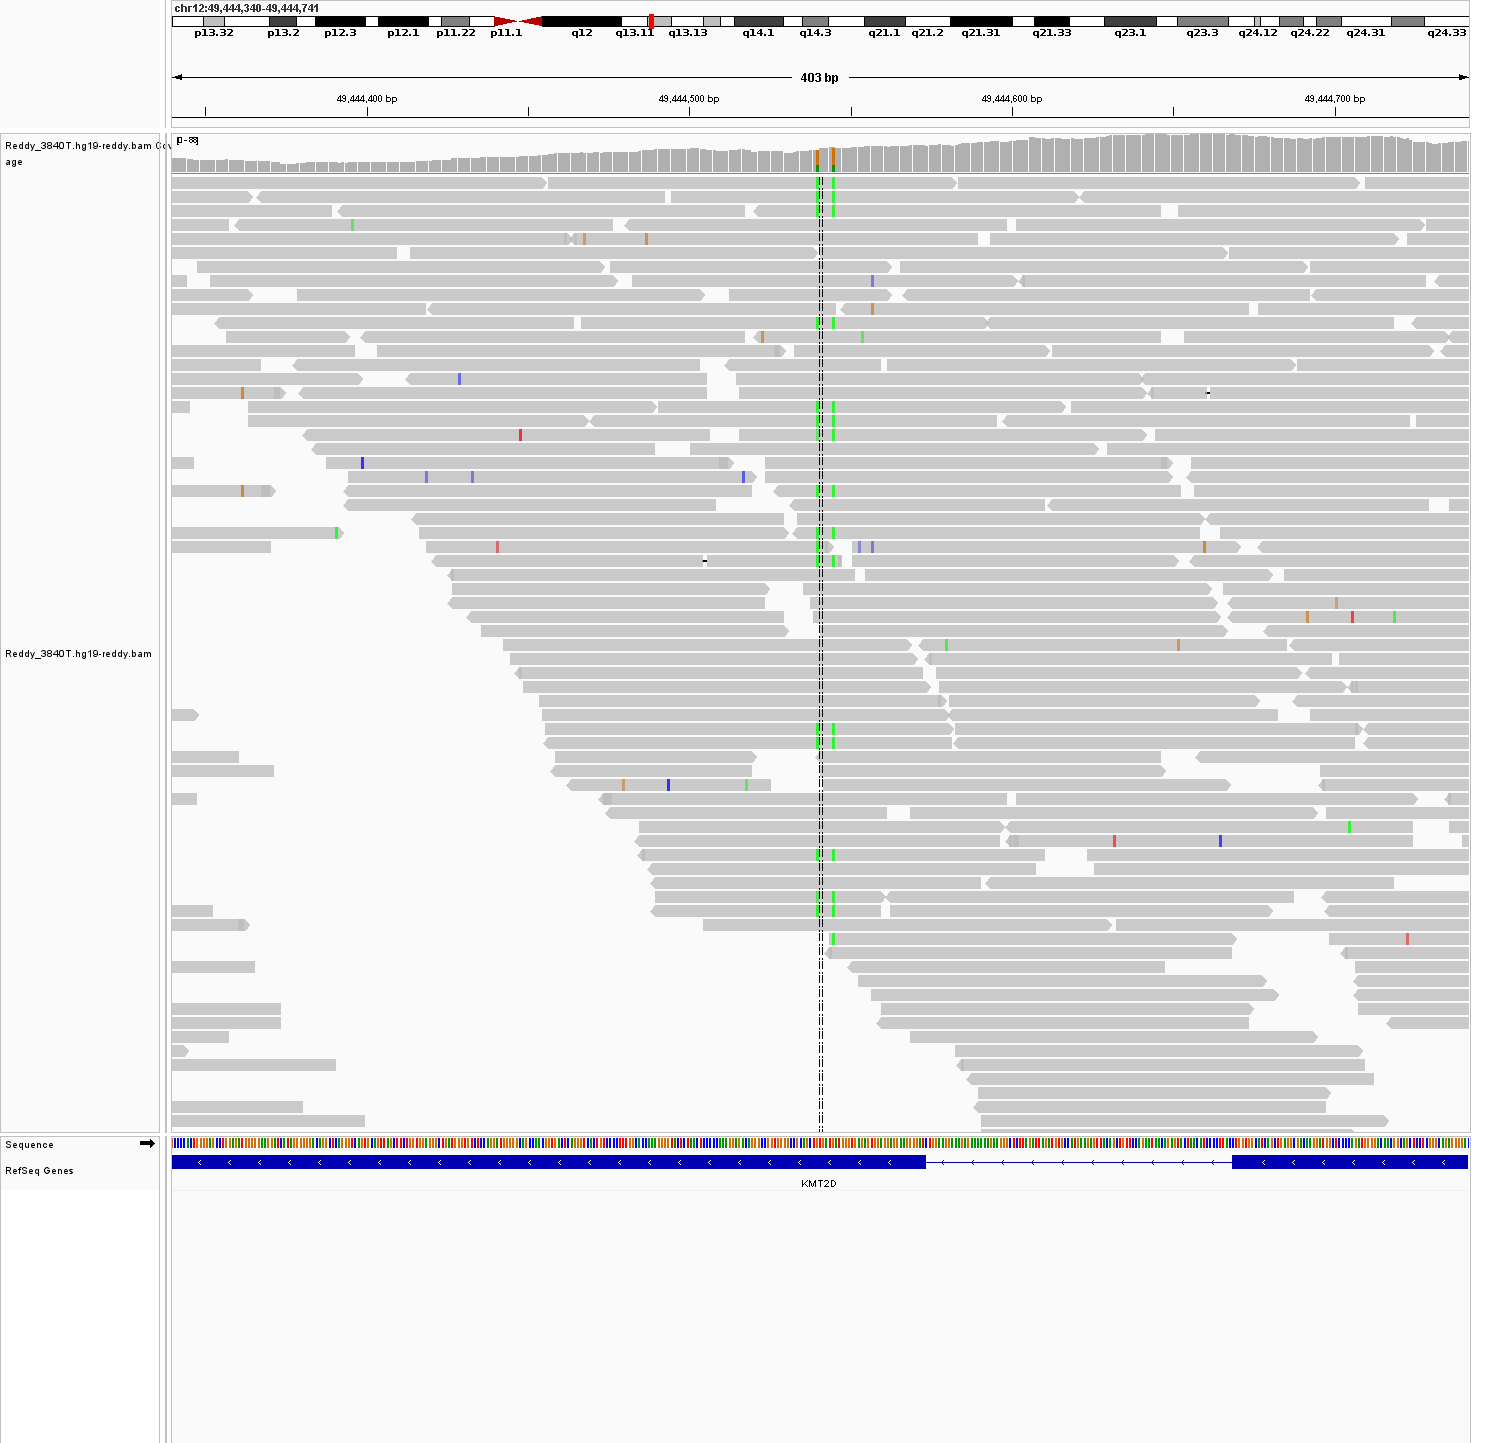 chr12:49,444,340-49,444,741
p13.32 p13.2 p12.3 p12.1 p11.22 p11.1 q12 q13.11 q13.13 q14.1 q14.3 q21.1 q21.2 q21.31 q21.33 q23.1 q23.3 q24.12 q24.22 q24.31 q24.33
403 bp
49,444,400 bp 49,444,500 bp 49,444,600 bp 49,444,700 bp
[0-88]
Reddy_3840T.hg19-reddy.bam Cov
age
Reddy_3840T.hg19-reddy.bam
Sequence
RefSeq Genes
KMT2D